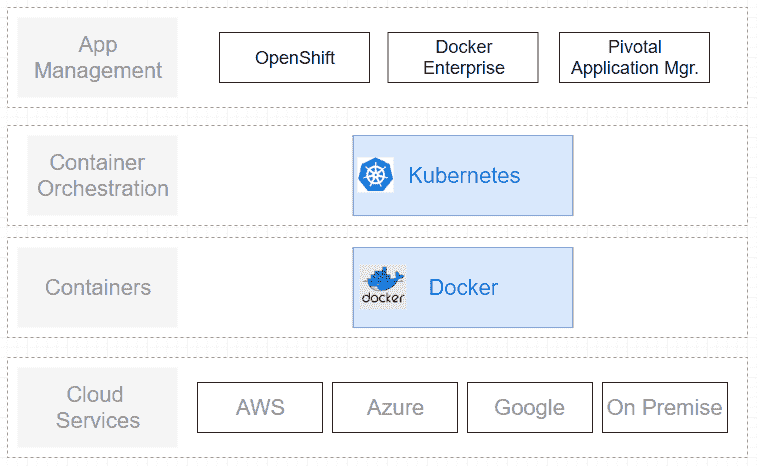 App
Management
OpenShift
Docker
Enterprise
Pivotal
Application Mgr.
Container
Orchestration
Kubernetes
Containers
docker
Docker
Cloud
Services
AWS
Azure
Google
On Premise